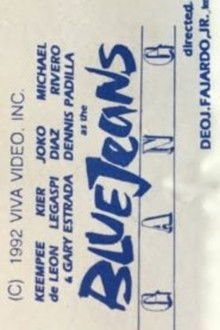 (C) 1992 VIVA VIDEO, INC.
KEEMPEE KIER JOKO MICHAEL
de LEON LEGASPI DIAZ RIVERO
& GARY ESTRADA DENNIS PADILLA
as the
BLUE JeANS
GANG
directed
DEO J. FAJARDO, JR.